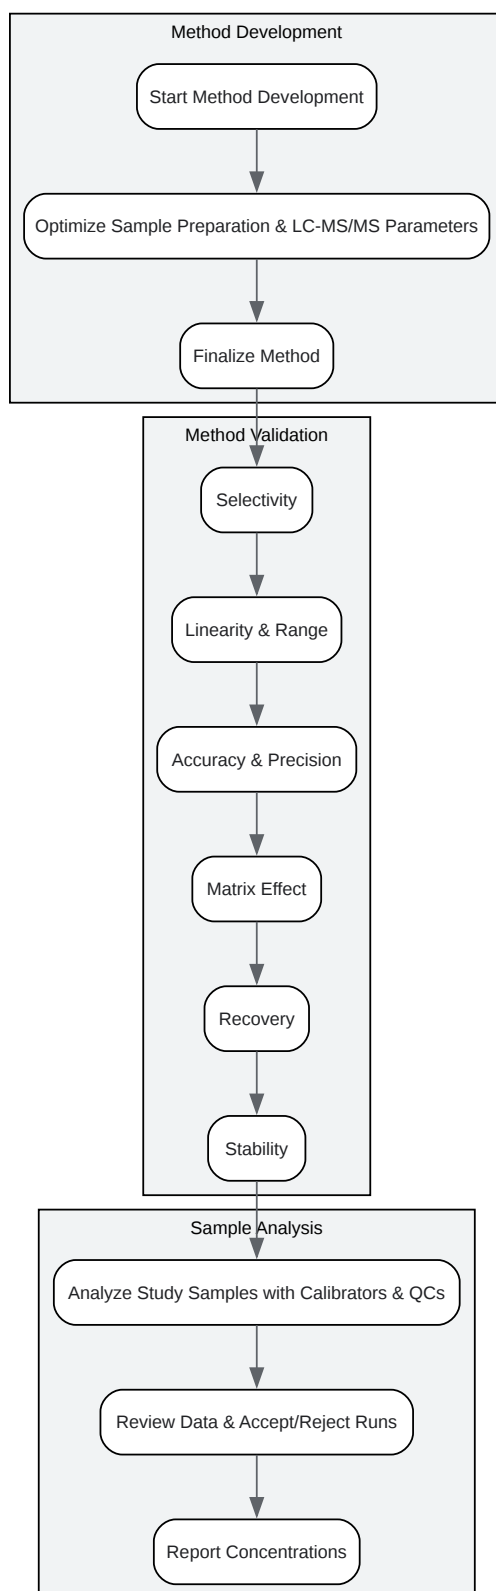 Method Development
Start Method Development
Optimize Sample Preparation & LC-MS/MS Parameters
Finalize Method
Method Validation
Selectivity
Linearity & Range
Accuracy & Precision
Matrix Effect
Recovery
Stability
Sample Analysis
Analyze Study Samples with Calibrators & QCs
Review Data & Accept/Reject Runs
Report Concentrations